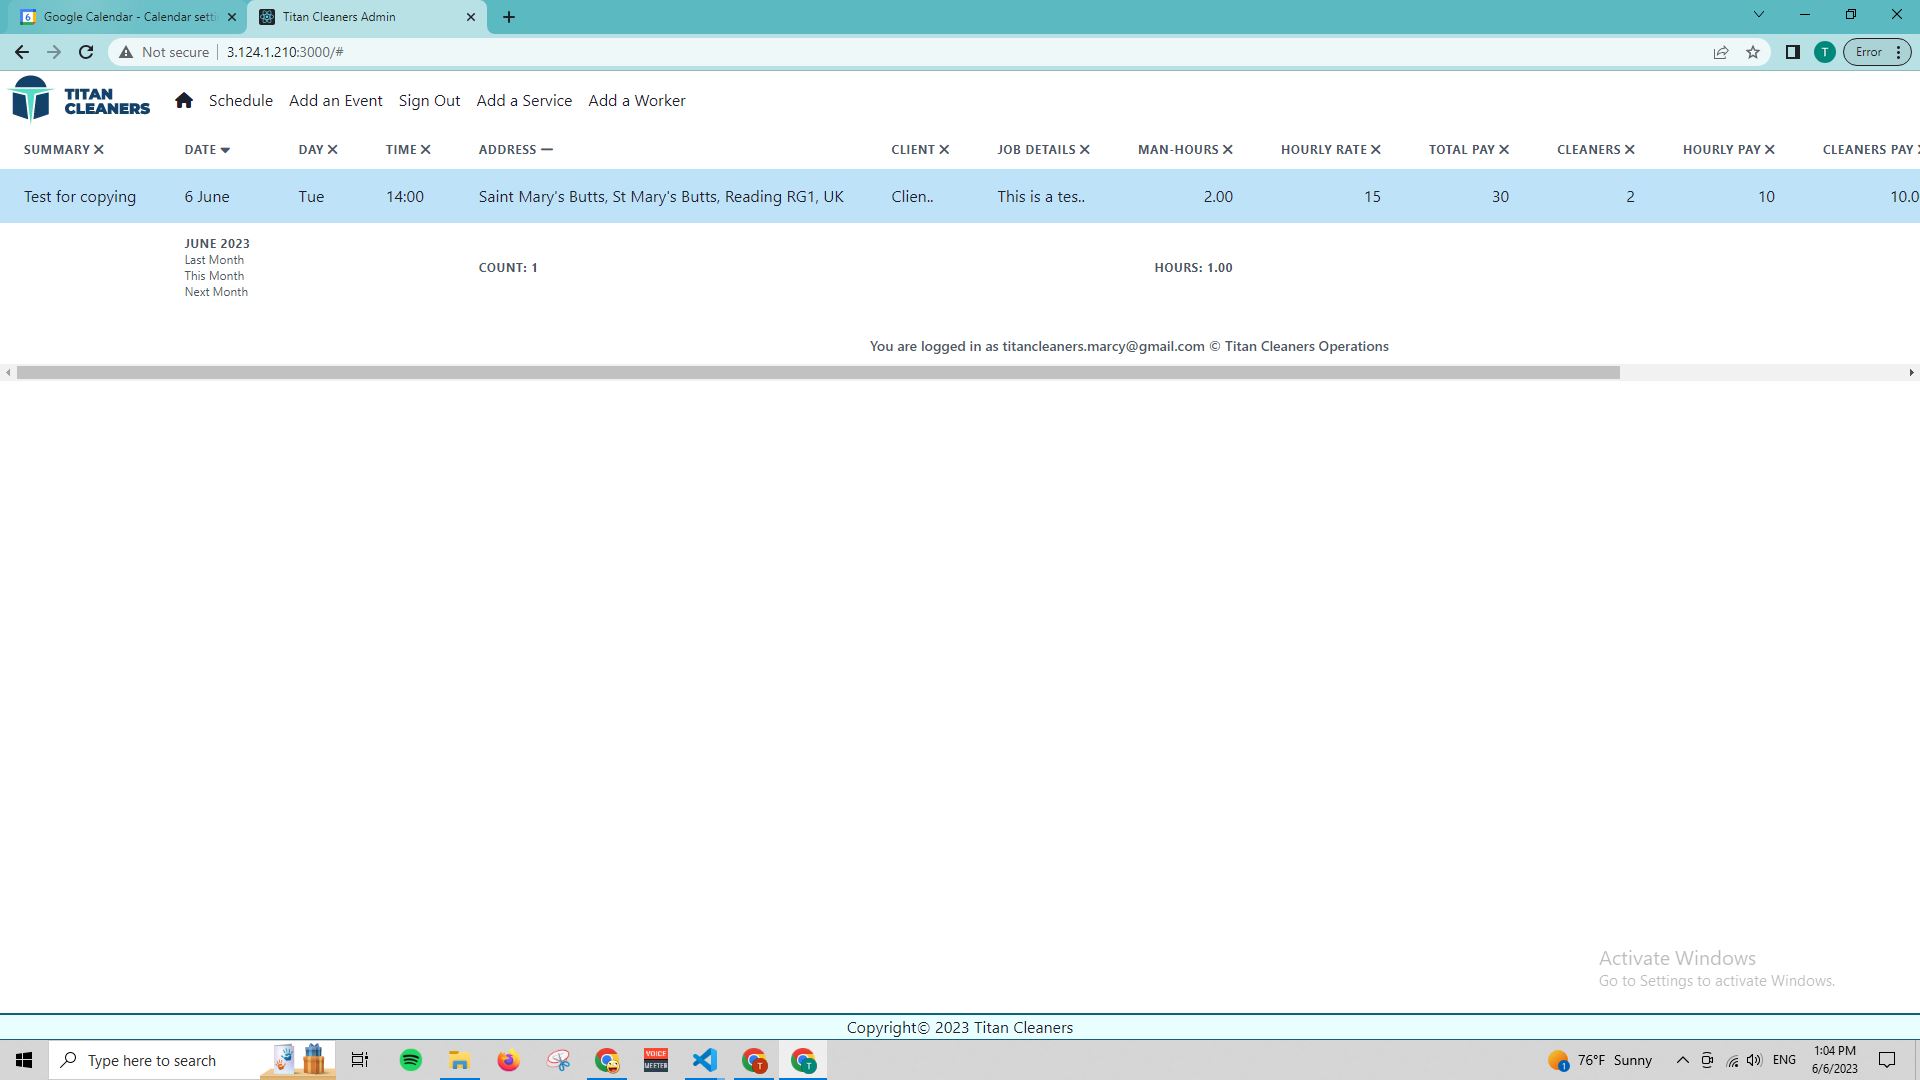 Google Calendar - Calendar setti
Titan Cleaners Admin
Not secure
3.124.1.210:3000/#
T
Error
TITAN
CLEANERS
Schedule
Add an Event
Sign Out
Add a Service
Add a Worker
SUMMARY
DATE
DAY
TIME
ADDRESS
CLIENT
JOB DETAILS
MAN-HOURS
HOURLY RATE
TOTAL PAY
CLEANERS
HOURLY PAY
CLEANERS PAY
Test for copying
6 June
Tue
14:00
Saint Mary's Butts, St Mary's Butts, Reading RG1, UK
Clien..
This is a tes..
2.00
15
30
2
10
10.0
JUNE 2023
Last Month
This Month
Next Month
COUNT: 1
HOURS: 1.00
You are logged in as titancleaners.marcy@gmail.com © Titan Cleaners Operations
Activate Windows
Go to Settings to activate Windows.
Copyright© 2023 Titan Cleaners
Type here to search
VOICE
MEETER
T
T
1
76°F Sunny
ENG
1:04 PM
6/6/2023